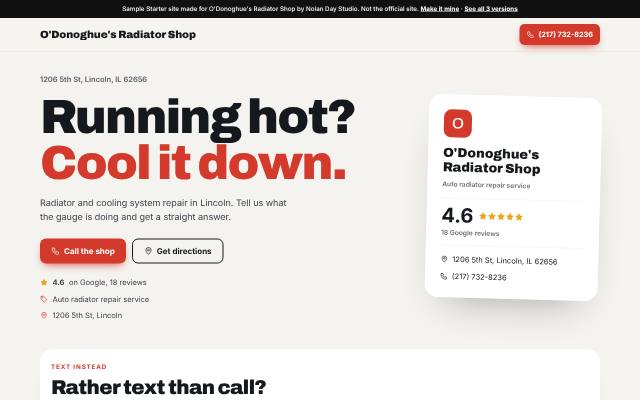 Sample Starter site made for O'Donoghue's Radiator Shop by Nolan Day Studio. Not the official site. Make it mine · See all 3 versions
O'Donoghue's Radiator Shop
(217) 732-8236
1206 5th St, Lincoln, IL 62656
Running hot?
Cool it down.
Radiator and cooling system repair in Lincoln. Tell us what
the gauge is doing and get a straight answer.
Call the shop
Get directions
4.6 on Google, 18 reviews
Auto radiator repair service
1206 5th St, Lincoln
O
O'Donoghue's
Radiator Shop
Auto radiator repair service
4.6
18 Google reviews
1206 5th St, Lincoln, IL 62656
(217) 732-8236
TEXT INSTEAD
Rather text than call?